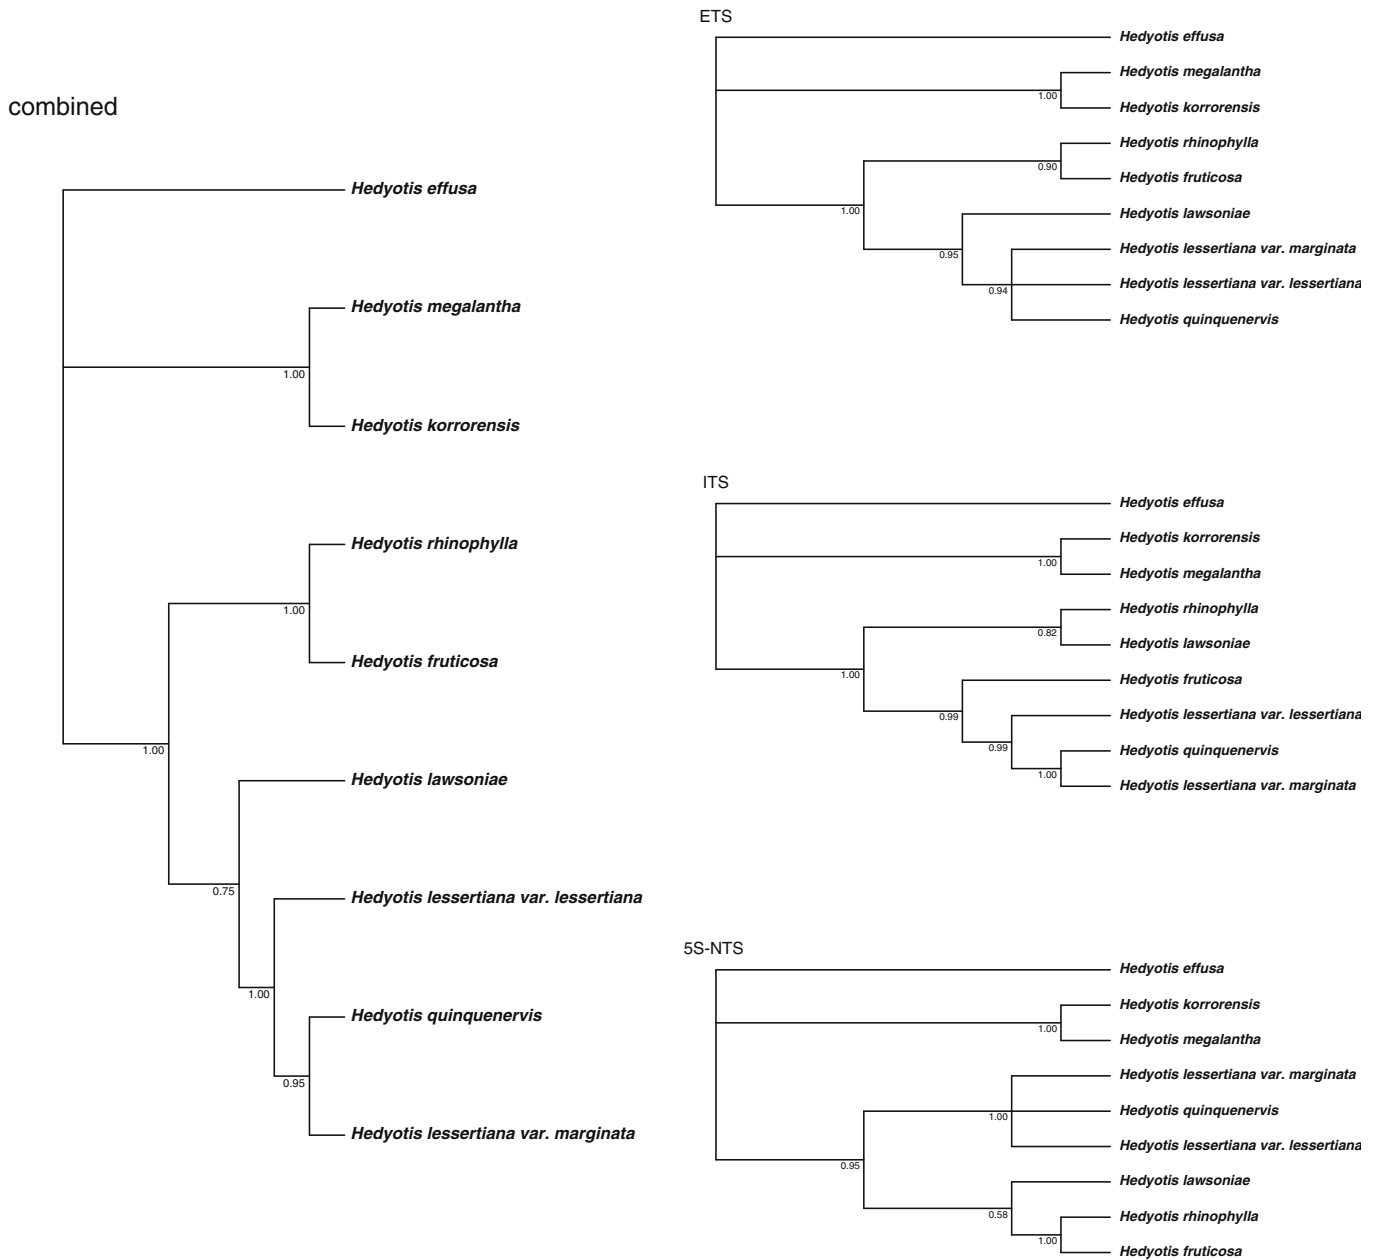 combined
Hedyotis effusa
Hedyotis megalantha
1.00
Hedyotis korrorensis
Hedyotis rhinophylla
1.00
Hedyotis fruticosa
1.00
Hedyotis lawsoniae
0.75
Hedyotis lessertiana var. lessertiana
1.00
Hedyotis quinquenervis
0.95
Hedyotis lessertiana var. marginata
ETS
Hedyotis effusa
Hedyotis megalantha
1.00
Hedyotis korrorensis
Hedyotis rhinophylla
0.90
Hedyotis fruticosa
1.00
Hedyotis lawsoniae
Hedyotis lessertiana var. marginata
0.95
Hedyotis lessertiana var. lessertiana
0.94
Hedyotis quinquenervis
ITS
Hedyotis effusa
Hedyotis korrorensis
1.00
Hedyotis megalantha
Hedyotis rhinophylla
0.82
Hedyotis lawsoniae
1.00
Hedyotis fruticosa
Hedyotis lessertiana var. lessertiana
0.99
0.99
Hedyotis quinquenervis
1.00
Hedyotis lessertiana var. marginata
5S-NTS
Hedyotis effusa
Hedyotis korrorensis
1.00
Hedyotis megalantha
Hedyotis lessertiana var. marginata
Hedyotis quinquenervis
1.00
Hedyotis lessertiana var. lessertiana
0.95
Hedyotis lawsoniae
0.58
Hedyotis rhinophylla
1.00
Hedyotis fruticosa